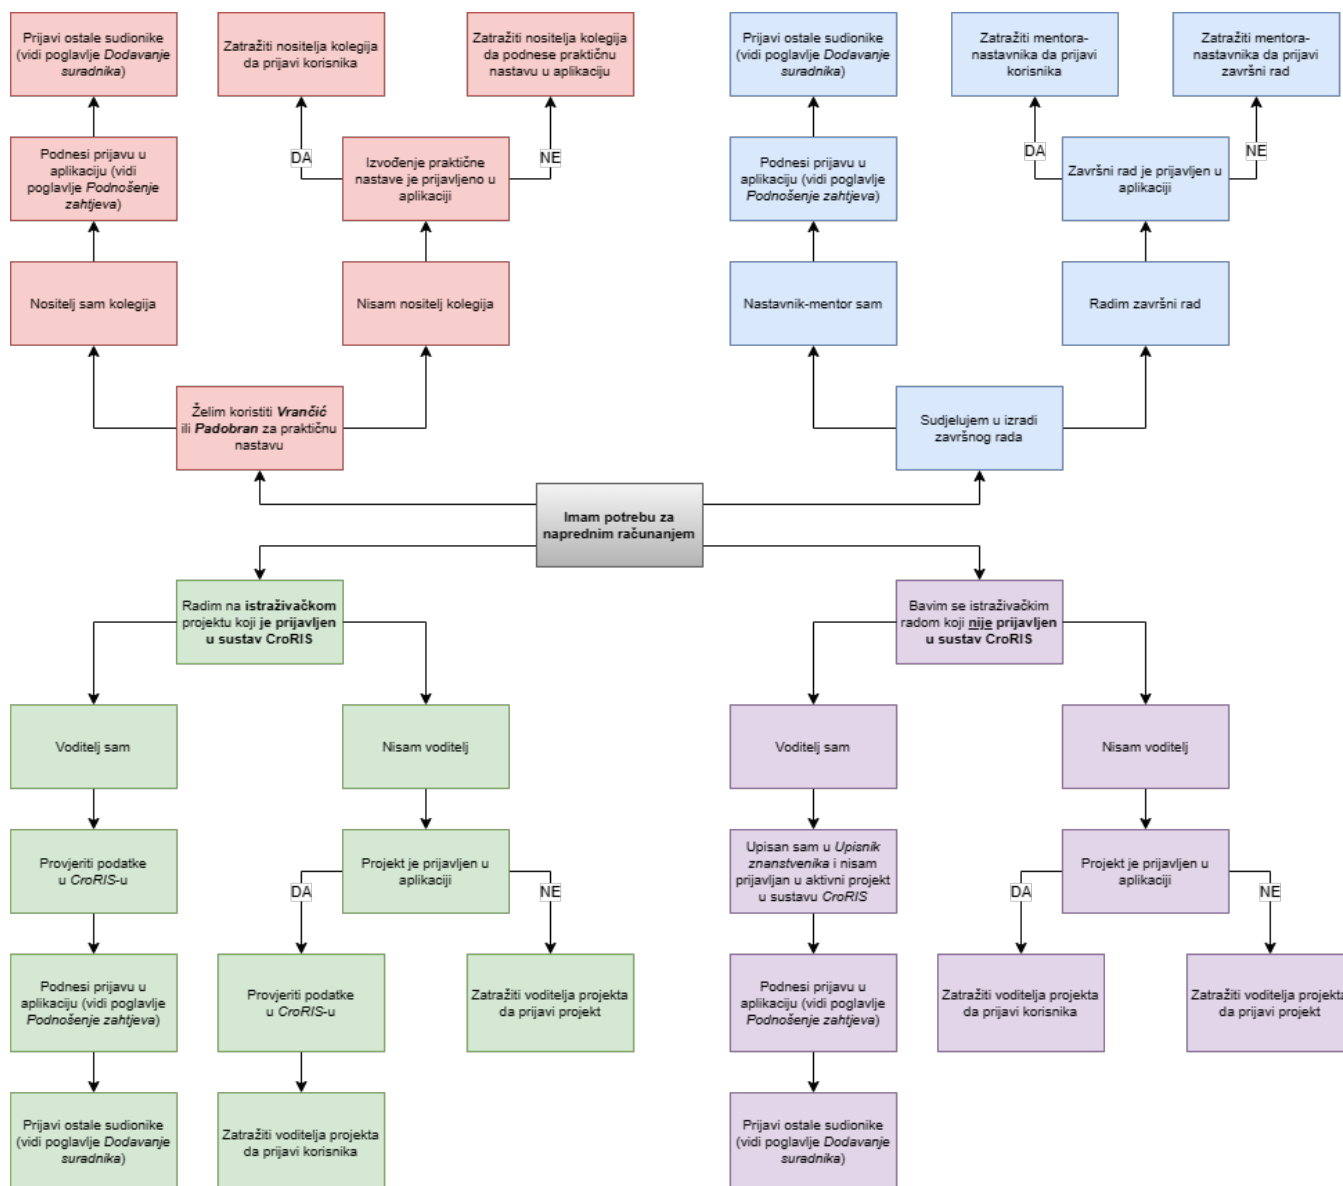 Prijavi ostale sudionike
(vidi poglavlje Dodavanje
suradnika)
Zatražiti nositelja kolegija
da prijavi korisnika
Zatražiti nositelja kolegija
da podnese praktičnu
nastavu u aplikaciju
Prijavi ostale sudionike
(vidi poglavlje Dodavanje
suradnika)
Zatražiti mentora-
nastavnika da prijavi
korisnika
Zatražiti mentora-
nastavnika da prijavi
završni rad
Podnesi prijavu u
aplikaciju (vidi
poglavlje Podnošenje
zahtjeva)
DA
Izvođenje praktične
nastave je prijavljeno u
aplikaciji
NE
Podnesi prijavu u
aplikaciju (vidi poglavlje
Podnošenje zahtjeva)
DA
Završni rad je prijavljen u
aplikaciji
NE
Nositelj sam kolegija
Nisam nositelj kolegija
Nastavnik-mentor sam
Radim završni rad
Želim koristiti Vrančić
ili Padobran za praktičnu
nastavu
Sudjelujem u izradi
završnog rada
Imam potrebu za
naprednim računanjem
Radim na istraživačkom
projektu koji je prijavljen
u sustav CroRIS
Bavim se istraživačkim
radom koji nije prijavljen
u sustav CroRIS
Voditelj sam
Nisam voditelj
Voditelj sam
Nisam voditelj
Provjeriti podatke
u CroRIS-u
Projekt je prijavljen u
aplikaciji
DA
NE
Upisan sam u Upisnik
znanstvenika i nisam
prijavljan u aktivni projekt
u sustavu CroRIS
Projekt je prijavljen u
aplikaciji
DA
NE
Podnesi prijavu u
aplikaciju (vidi poglavlje
Podnošenje zahtjeva)
Provjeriti podatke
u CroRIS-u
Zatražiti voditelja projekta
da prijavi projekt
Podnesi prijavu u
aplikaciju (vidi poglavlje
Podnošenje zahtjeva)
Zatražiti voditelja projekta
da prijavi korisnika
Zatražiti voditelja projekta
da prijavi projekt
Prijavi ostale sudionike
(vidi poglavlje Dodavanje
suradnika)
Zatražiti voditelja projekta
da prijavi korisnika
Prijavi ostale sudionike
(vidi poglavlje Dodavanje
suradnika)